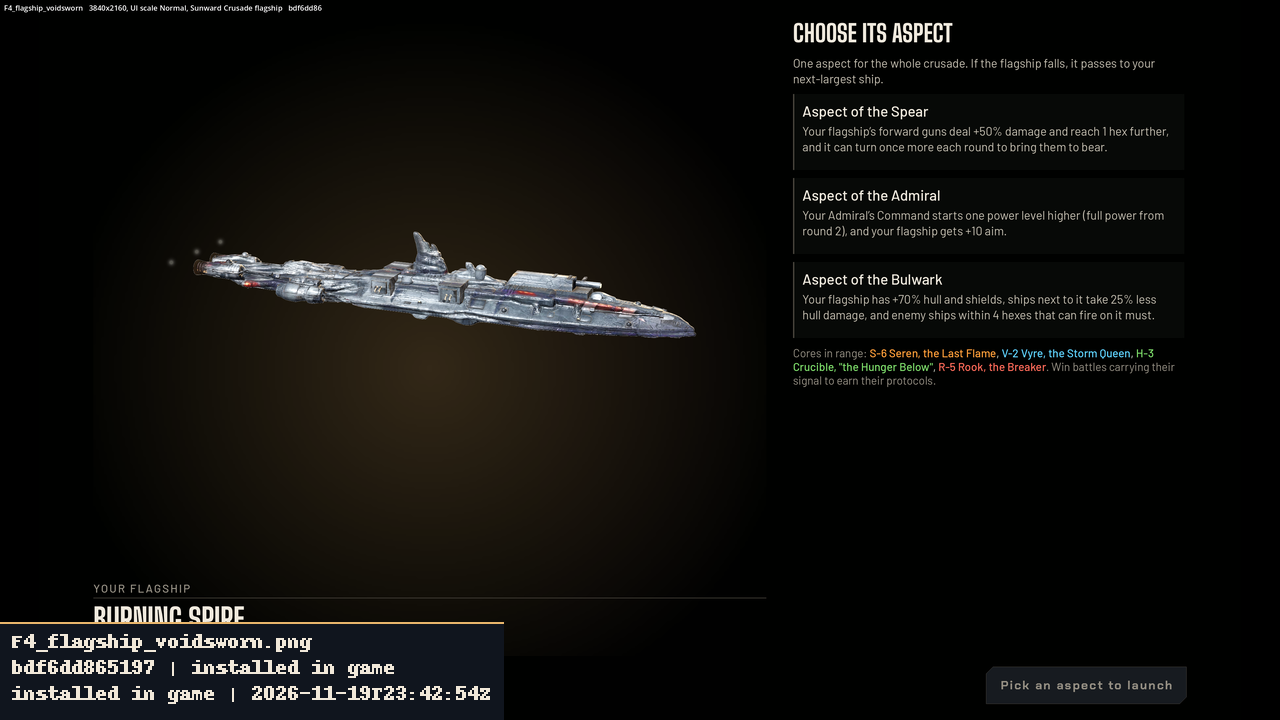 F4_flagship_voidsworn 3840x2160, UI scale Normal, Sunward Crusade flagship bdf6dd86
CHOOSE ITS ASPECT
One aspect for the whole crusade. If the flagship falls, it passes to your
next-largest ship.
Aspect of the Spear
Your flagship's forward guns deal +50% damage and reach 1 hex further,
and it can turn once more each round to bring them to bear.
Aspect of the Admiral
Your Admiral's Command starts one power level higher (full power from
round 2), and your flagship gets +10 aim.
Aspect of the Bulwark
Your flagship has +70% hull and shields, ships next to it take 25% less
hull damage, and enemy ships within 4 hexes that can fire on it must.
Cores in range: S-6 Seren, the Last Flame, V-2 Vyre, the Storm Queen, H-3
Crucible, "the Hunger Below", R-5 Rook, the Breaker. Win battles carrying their
signal to earn their protocols.
YOUR FLAGSHIP
BURNING SPIRE
F4_flagship_voidsworn.png
bdf6dd865197 | installed in game
installed in game | 2026-11-19T23:42:54Z
Pick an aspect to launch